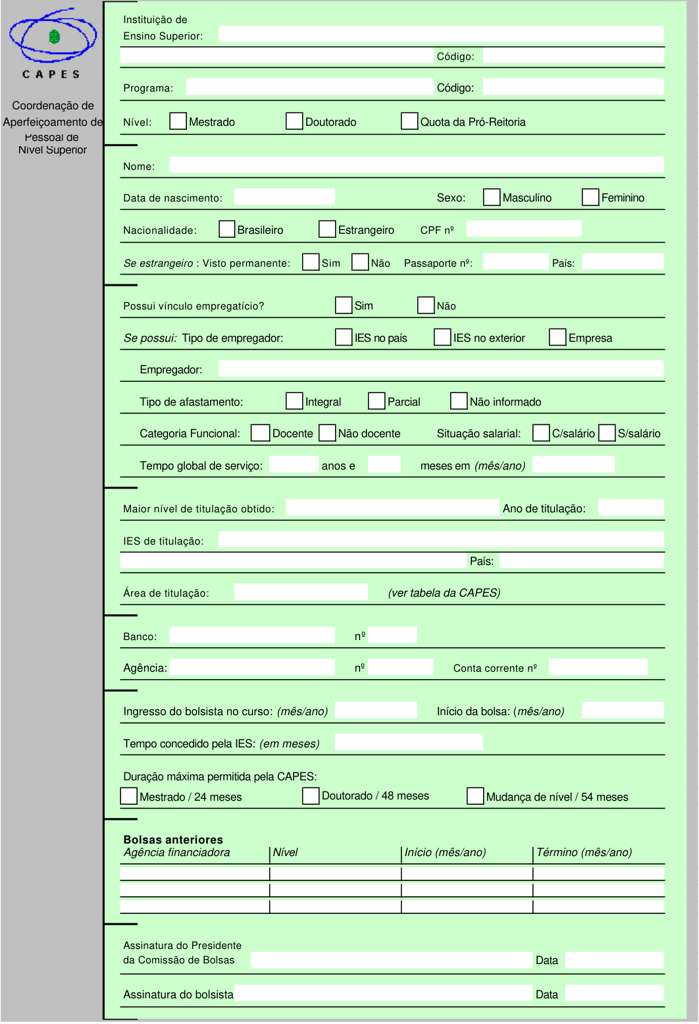 CAPES
Coordenação de
Aperfeiçoamento de
Pessoal de
Nível Superior
Instituição de
Ensino Superior:
Código:
Programa: Código:
Nível: Mestrado Doutorado Quota da Pró-Reitoria
Nome:
Data de nascimento: Sexo: Masculino Feminino
Nacionalidade: Brasileiro Estrangeiro CPF nº
Se estrangeiro : Visto permanente: Sim Não Passaporte nº: País:
Possui vínculo empregatício? Sim Não
Se possui: Tipo de empregador: IES no país IES no exterior Empresa
Empregador:
Tipo de afastamento: Integral Parcial Não informado
Categoria Funcional: Docente Não docente Situação salarial: C/salário S/salário
Tempo global de serviço: anos e meses em (mês/ano)
Maior nível de titulação obtido: Ano de titulação:
IES de titulação:
País:
Área de titulação: (ver tabela da CAPES)
Banco: nº
Agência: nº Conta corrente nº
Ingresso do bolsista no curso: (mês/ano) Início da bolsa: (mês/ano)
Tempo concedido pela IES: (em meses)
Duração máxima permitida pela CAPES:
Mestrado / 24 meses Doutorado / 48 meses Mudança de nível / 54 meses
Bolsas anteriores
Agência financiadora Nível Início (mês/ano) Término (mês/ano)
Assinatura do Presidente
da Comissão de Bolsas Data
Assinatura do bolsista Data